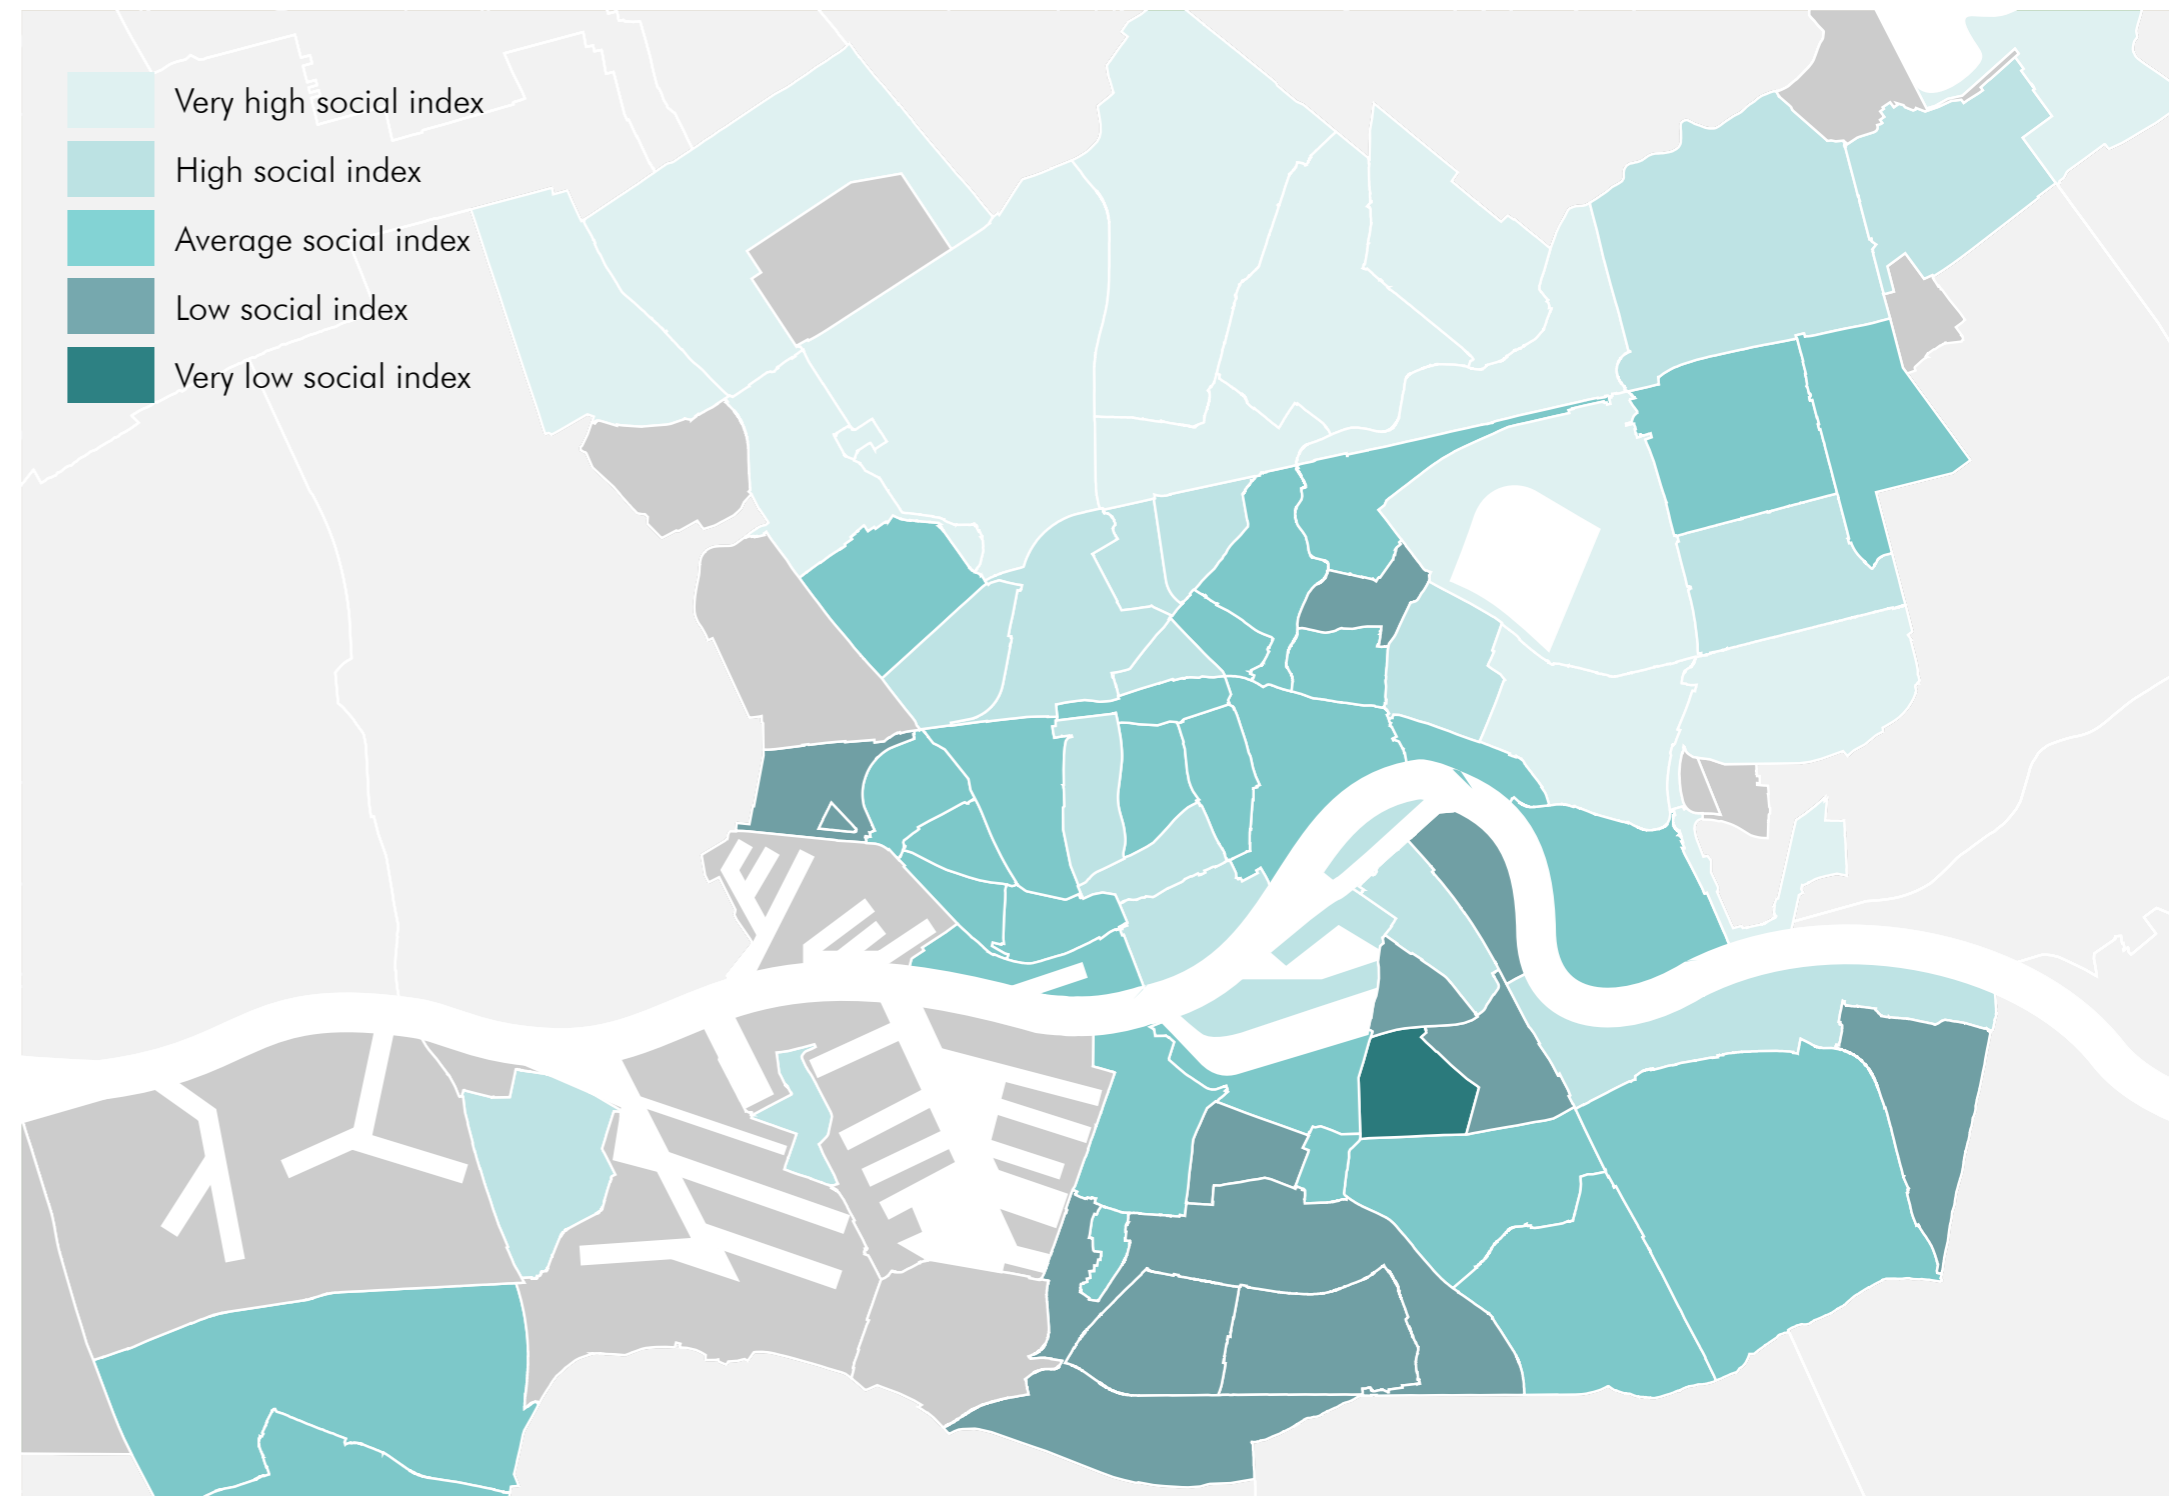 Very high social index
High social index
Average social index
Low social index
Very low social index